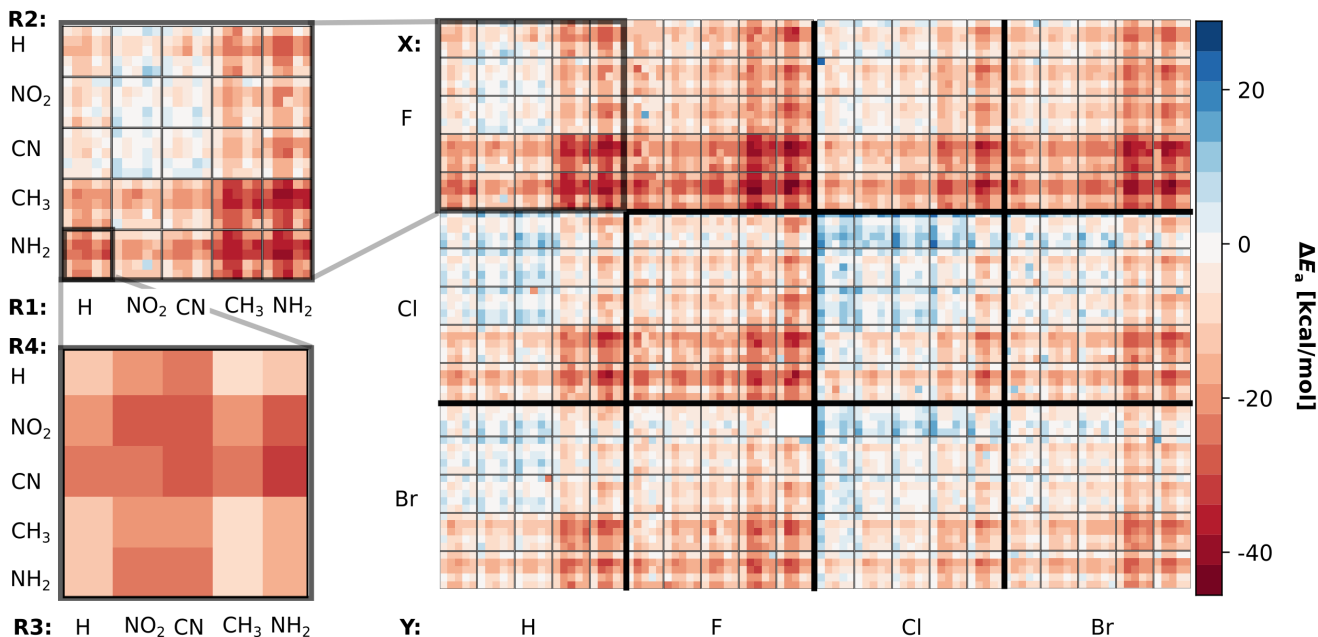 R2:
H
NO₂
CN
CH₃
NH₂
R1: H NO₂ CN CH₃ NH₂
R4:
H
NO₂
CN
CH₃
NH₂
R3: H NO₂ CN CH₃ NH₂
X:
F
Cl
Br
Y: H F Cl Br
20
0
-20
-40
ΔEₐ [kcal/mol]